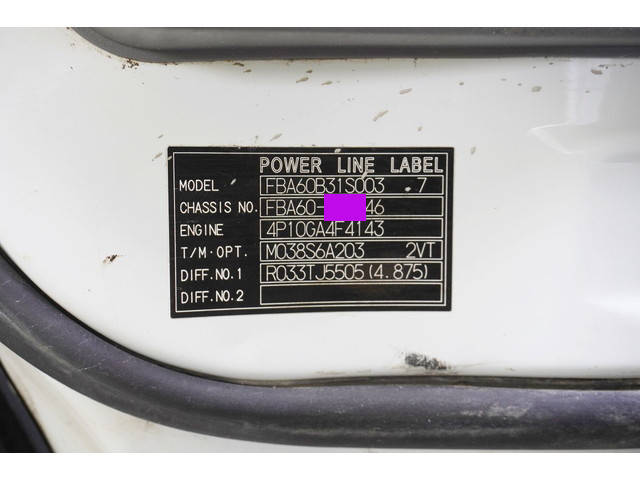 POWER LINE LABEL
MODEL FBA60B31S003 .7
CHASSIS NO. FBA60- 46
ENGINE 4P10GA4F4143
T/M·OPT. M038S6A203 2VT
DIFF.NO.1 R033TJ5505(4.875)
DIFF.NO.2